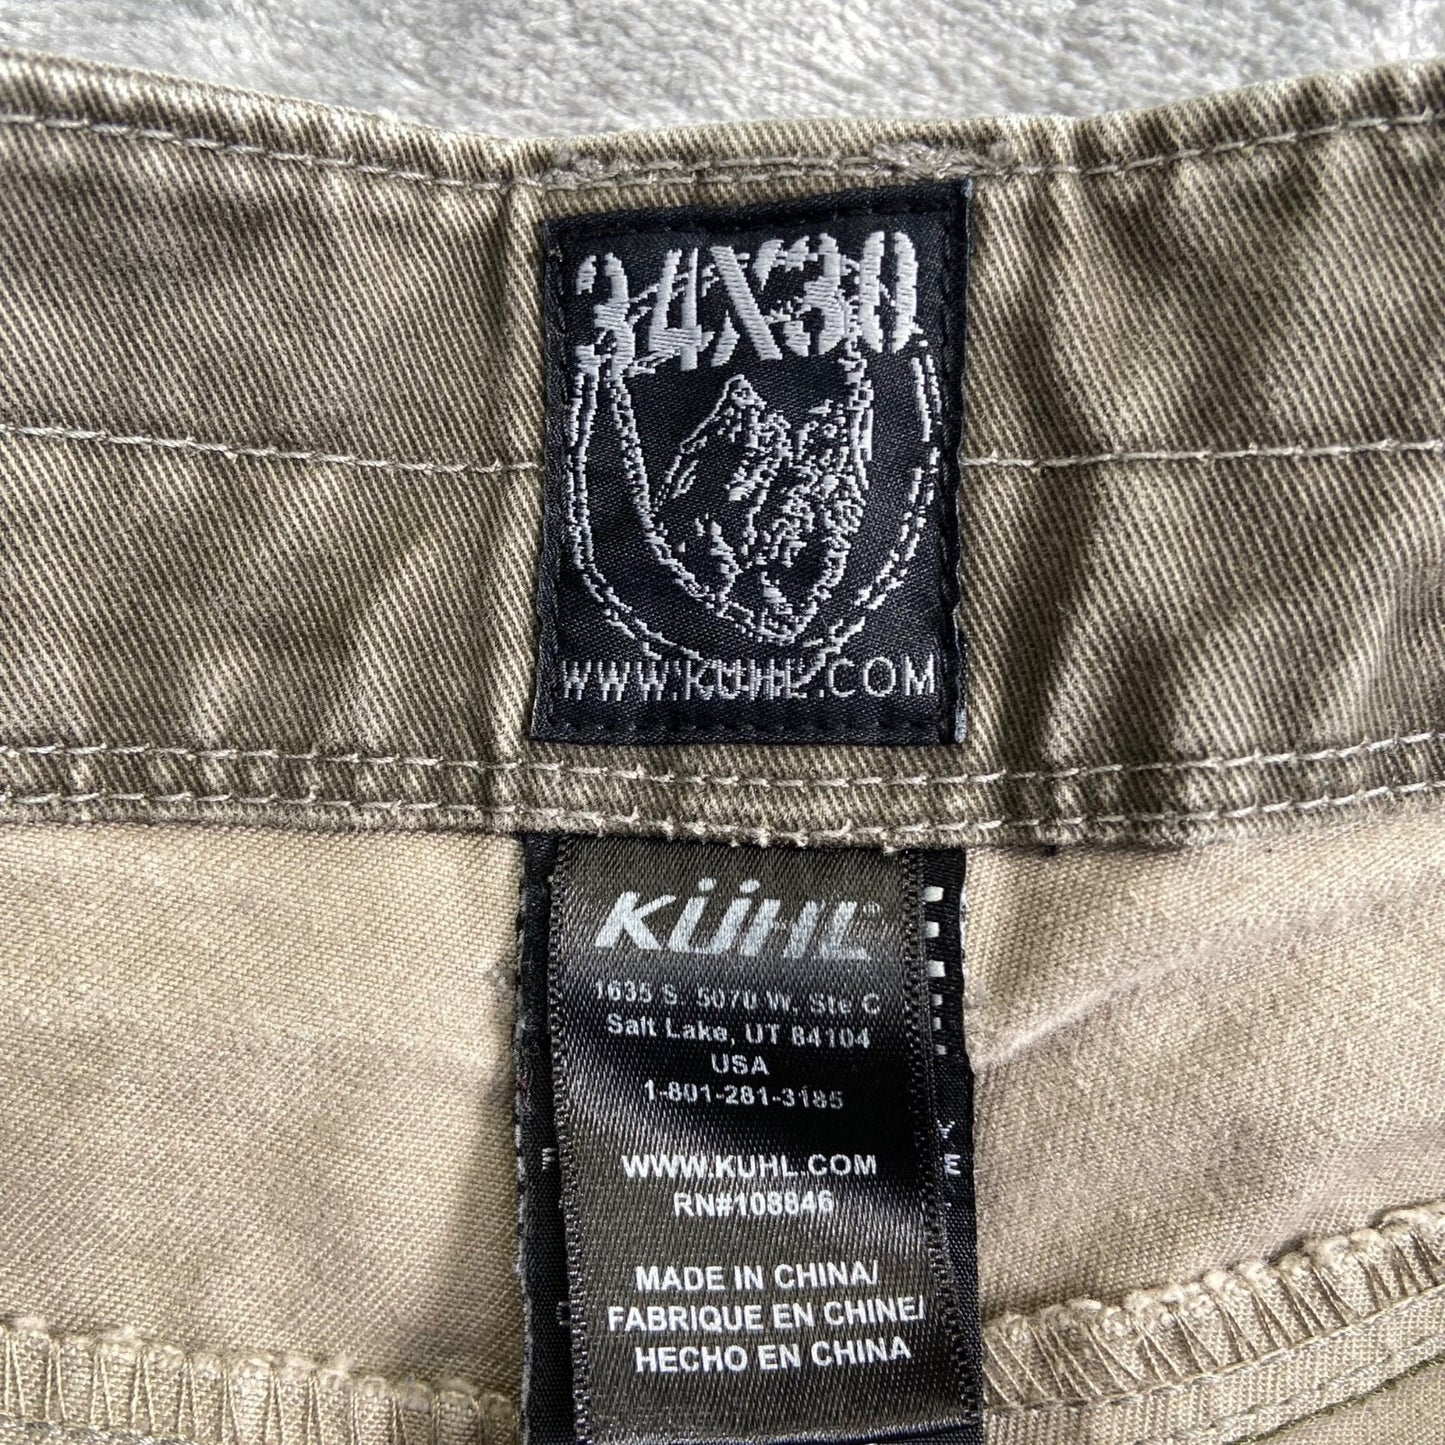 34X30
WWW.KÜHL.COM
KÜHL®
1635 S. 5070 W, Ste C
Salt Lake, UT 84104
USA
1-801-281-3185
WWW.KUHL.COM
RN#108846
MADE IN CHINA/
FABRIQUE EN CHINE/
HECHO EN CHINA
Y
E